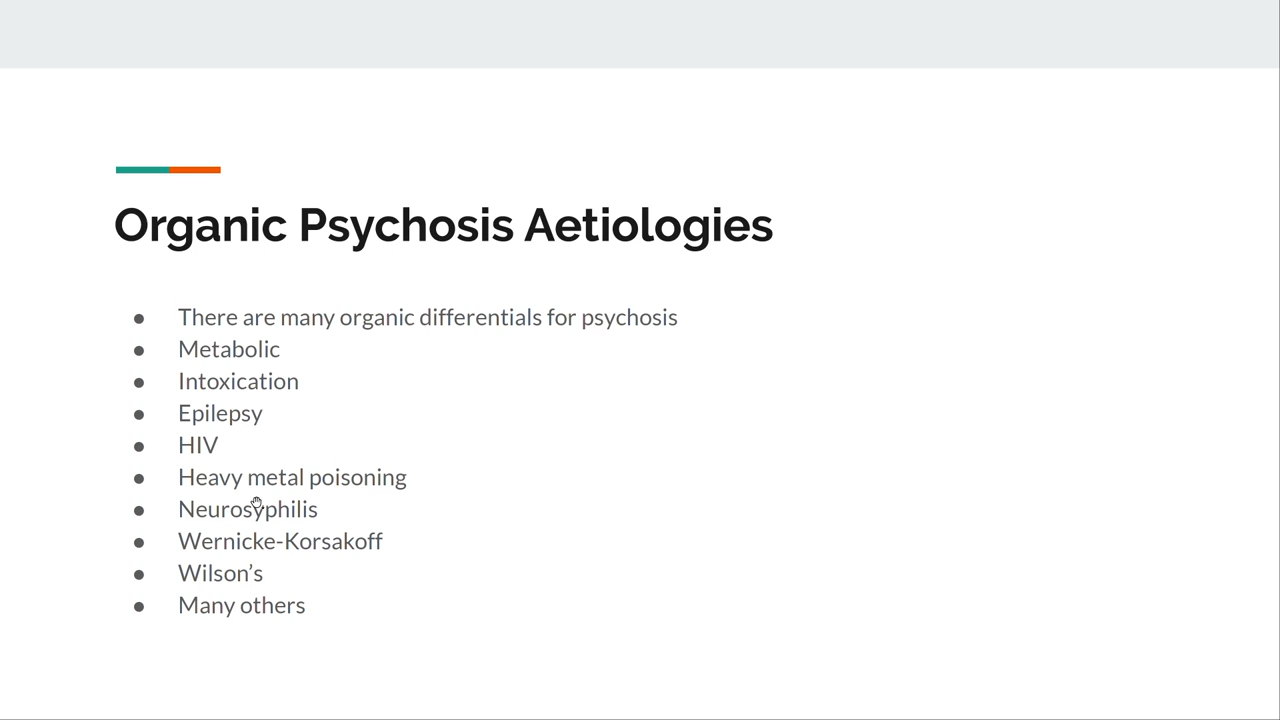 Organic Psychosis Aetiologies
● There are many organic differentials for psychosis
● Metabolic
● Intoxication
● Epilepsy
● HIV
● Heavy metal poisoning
● Neurosyphilis
● Wernicke-Korsakoff
● Wilson’s
● Many others